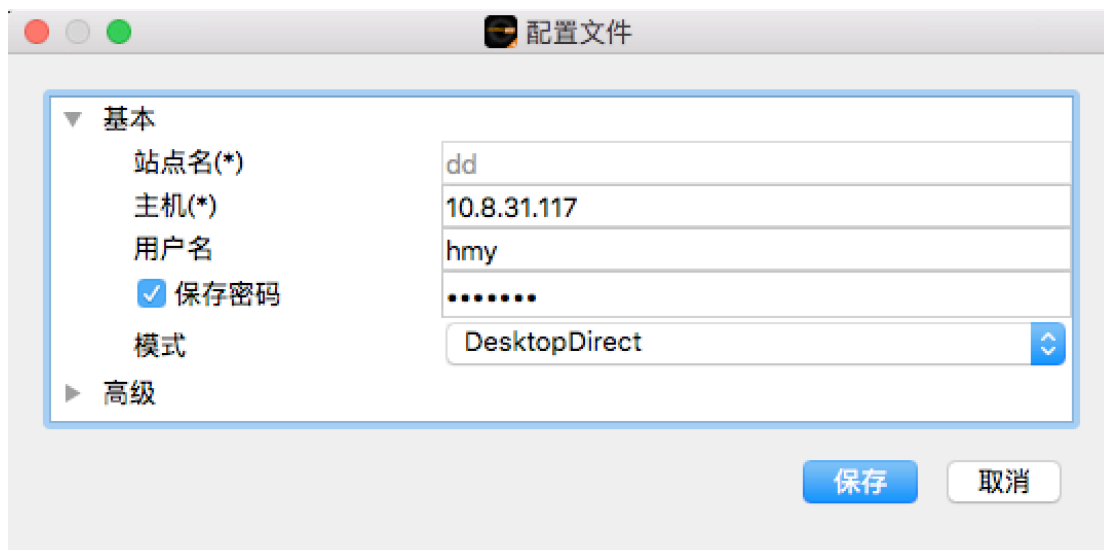 配置文件
基本
站点名(*) dd
主机(*) 10.8.31.117
用户名 hmy
保存密码 •••••••
模式 DesktopDirect
高级
保存 取消